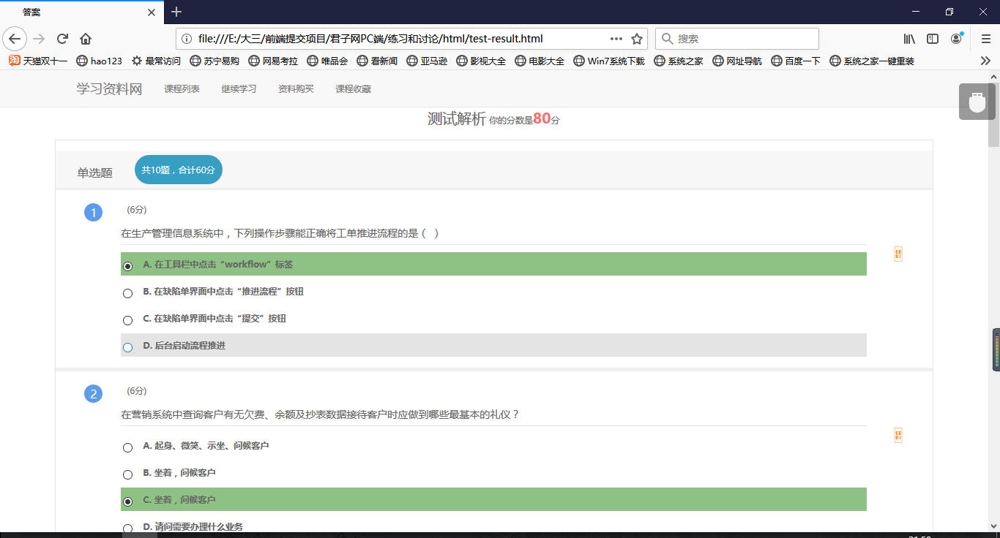 答案
file:///E:/大三/前端提交项目/君子网PC端/练习和讨论/html/test-result.html
搜索
淘 天猫双十一 hao123 最常访问 苏宁易购 网易考拉 唯品会 看新闻 亚马逊 影视大全 电影大全 Win7系统下载 系统之家 网址导航 百度一下 系统之家一键重装
学习资料网 课程列表 继续学习 资料购买 课程收藏
测试解析 你的分数是80分
单选题 共10题，合计60分
1 (6分)
在生产管理信息系统中，下列操作步骤能正确将工单推进流程的是（ ）
A. 在工具栏中点击“workflow”标签
B. 在缺陷单界面中点击“推进流程”按钮
C. 在缺陷单界面中点击“提交”按钮
D. 后台启动流程推进
2 (6分)
在营销系统中查询客户有无欠费、余额及抄表数据接待客户时应做到哪些最基本的礼仪？
A. 起身、微笑、示坐、问候客户
B. 坐着，问候客户
C. 坐着，问候客户
D. 请问需要办理什么业务